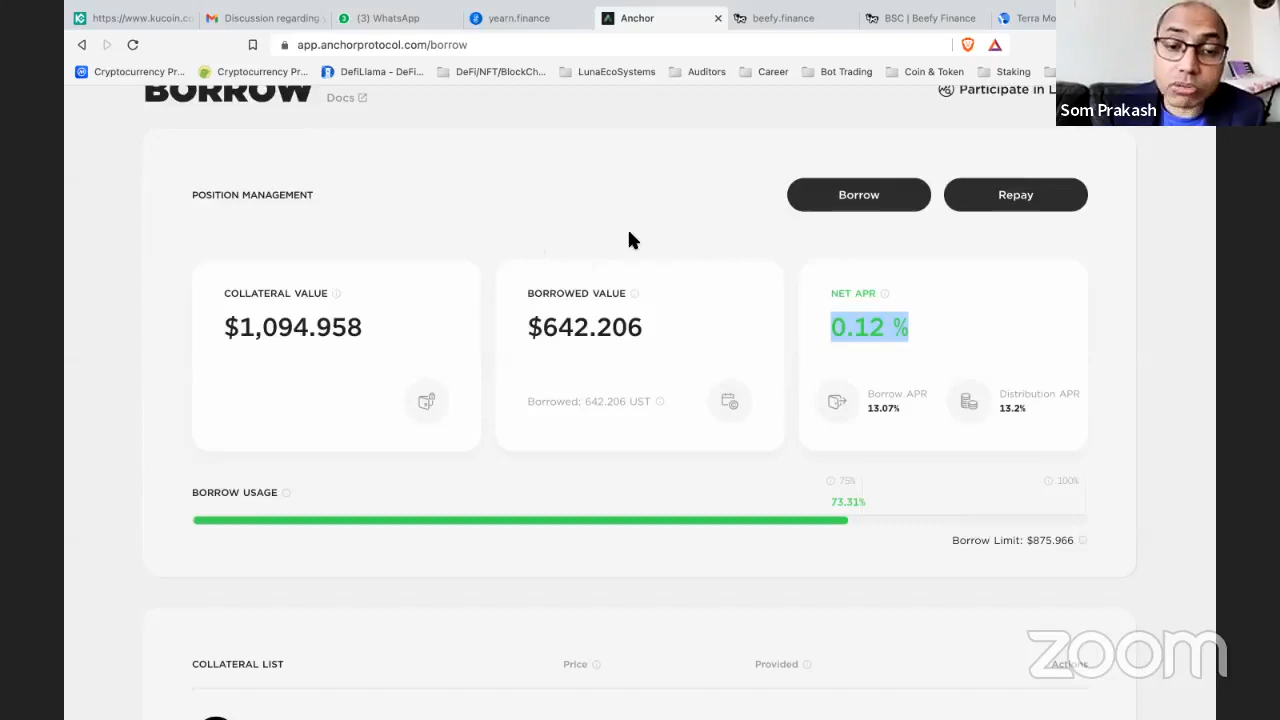 https://www.kucoin.co
Discussion regarding
(3) WhatsApp
yearn.finance
Anchor
beefy.finance
BSC | Beefy Finance
Terra Mo
app.anchorprotocol.com/borrow
Cryptocurrency Pr...
Cryptocurrency Pr...
DefiLlama - DeFi...
DeFi/NFT/BlockCh...
LunaEcoSystems
Auditors
Career
Bot Trading
Coin & Token
Staking
BORROW
Docs
Participate in
Som Prakash
POSITION MANAGEMENT
Borrow
Repay
COLLATERAL VALUE
$1,094.958
BORROWED VALUE
$642.206
Borrowed: 642.206 UST
NET APR
0.12 %
Borrow APR
13.07%
Distribution APR
13.2%
BORROW USAGE
75%
100%
73.31%
Borrow Limit: $875.966
COLLATERAL LIST
Price
Provided
Actions
zoom